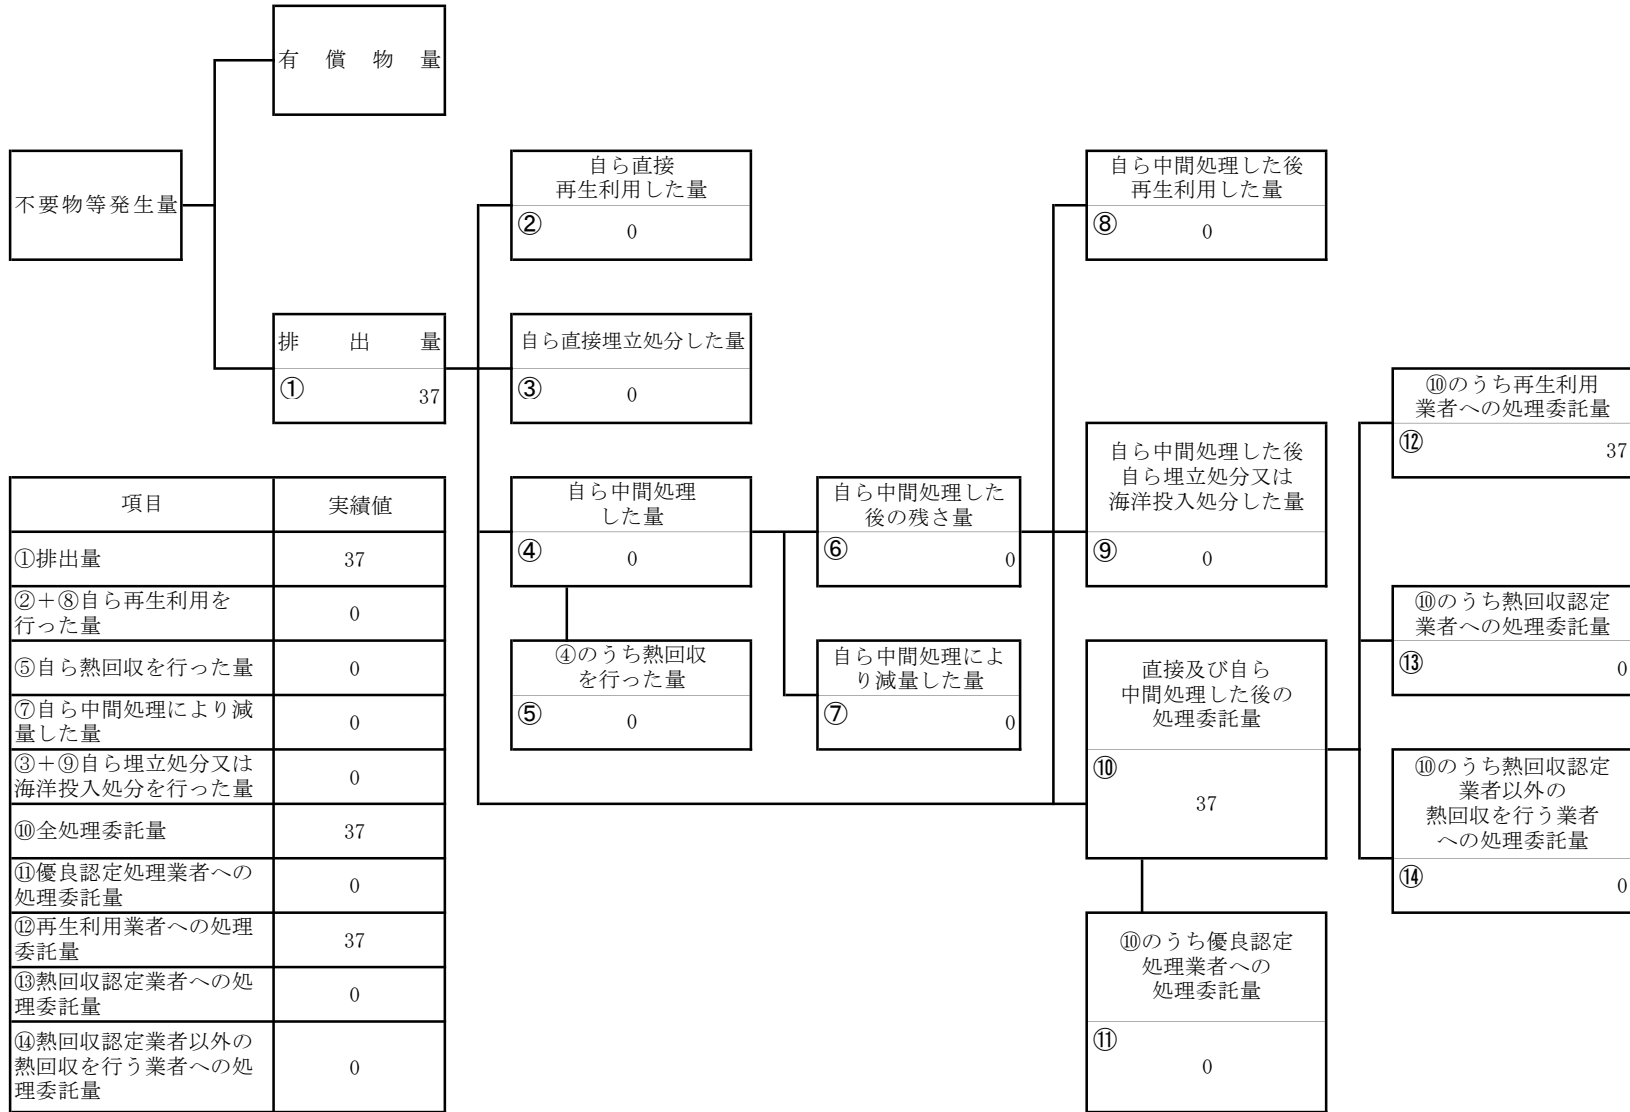 有償物量
不要物等発生量
排出量
①
37
自ら直接
再生利用した量
②
0
自ら直接埋立処分した量
③
0
自ら中間処理
した量
④
0
④のうち熱回収
を行った量
⑤
0
自ら中間処理した
後の残さ量
⑥
0
自ら中間処理によ
り減量した量
⑦
0
自ら中間処理した後
再生利用した量
⑧
0
自ら中間処理した後
自ら埋立処分又は
海洋投入処分した量
⑨
0
直接及び自ら
中間処理した後の
処理委託量
⑩
37
⑩のうち優良認定
処理業者への
処理委託量
⑪
0
⑩のうち再生利用
業者への処理委託量
⑫
37
⑩のうち熱回収認定
業者への処理委託量
⑬
0
⑩のうち熱回収認定
業者以外の
熱回収を行う業者
への処理委託量
⑭
0
項目 実績値
①排出量 37
②＋⑧自ら再生利用を
行った量
0
⑤自ら熱回収を行った量 0
⑦自ら中間処理により減
量した量
0
③＋⑨自ら埋立処分又は
海洋投入処分を行った量
0
⑩全処理委託量 37
⑪優良認定処理業者への
処理委託量
0
⑫再生利用業者への処理
委託量
37
⑬熱回収認定業者への処
理委託量
0
⑭熱回収認定業者以外の
熱回収を行う業者への処
理委託量
0